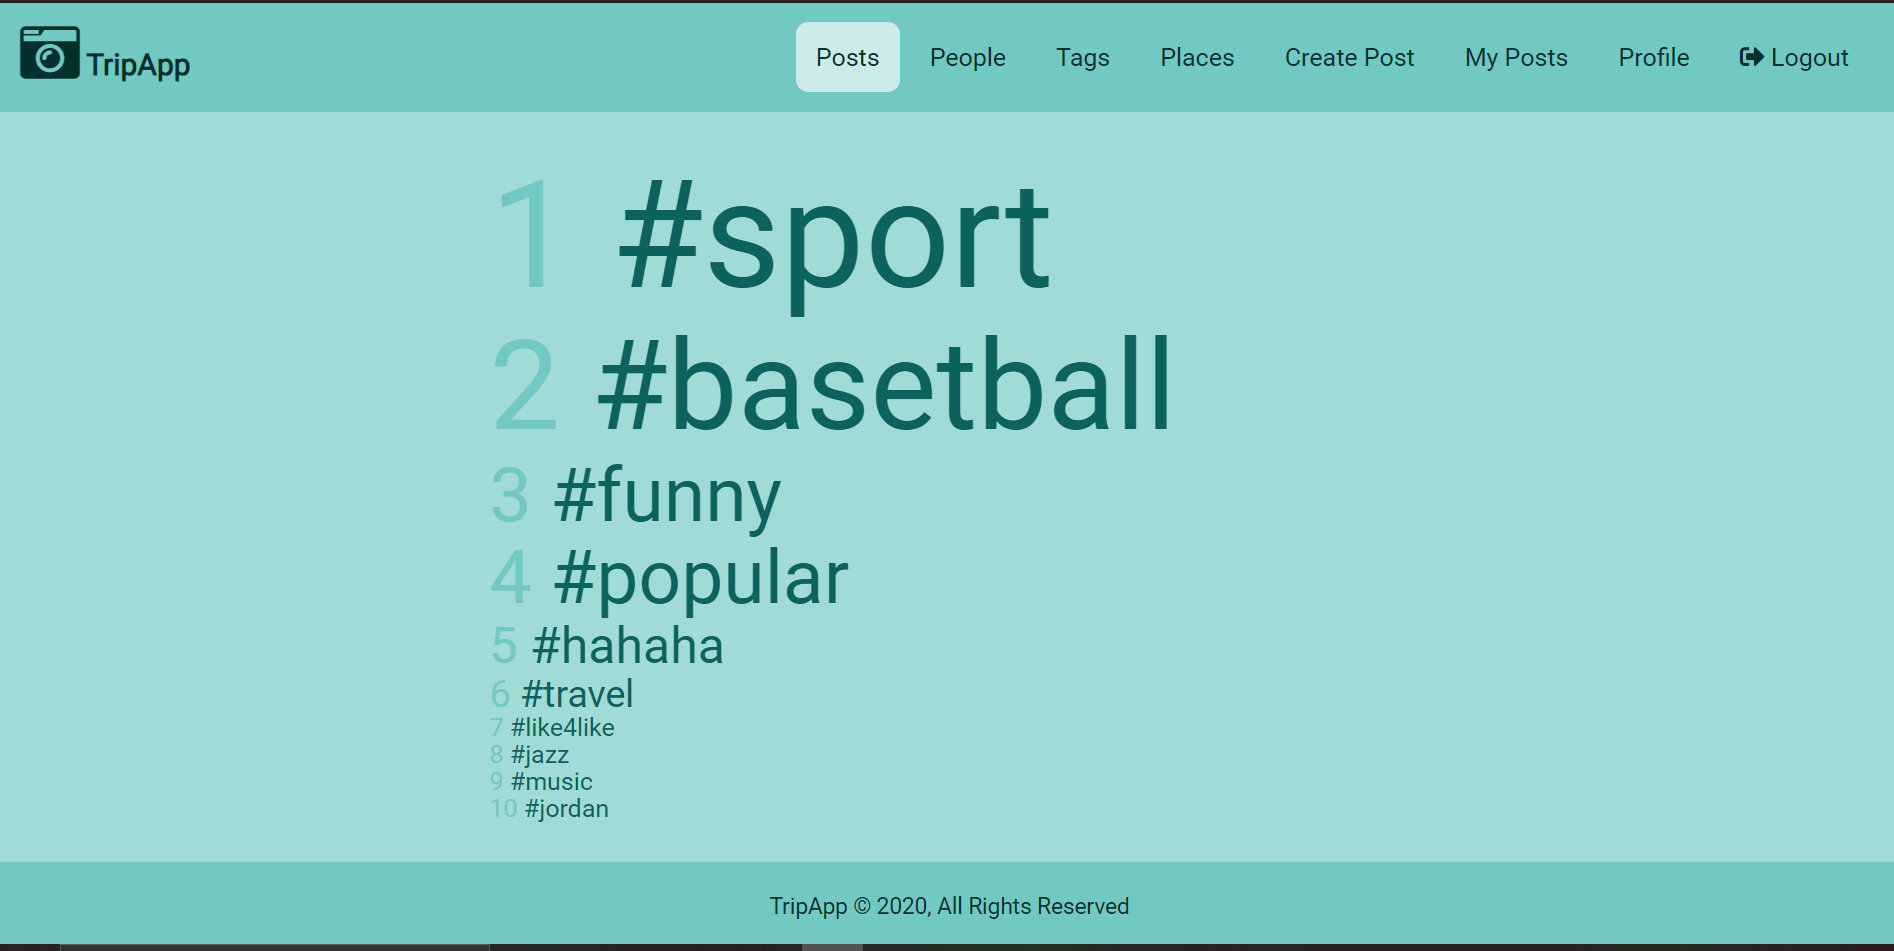 TripApp Posts People Tags Places Create Post My Posts Profile Logout
1 #sport
2 #basetball
3 #funny
4 #popular
5 #hahaha
6 #travel
7 #like4like
8 #jazz
9 #music
10 #jordan
TripApp © 2020, All Rights Reserved